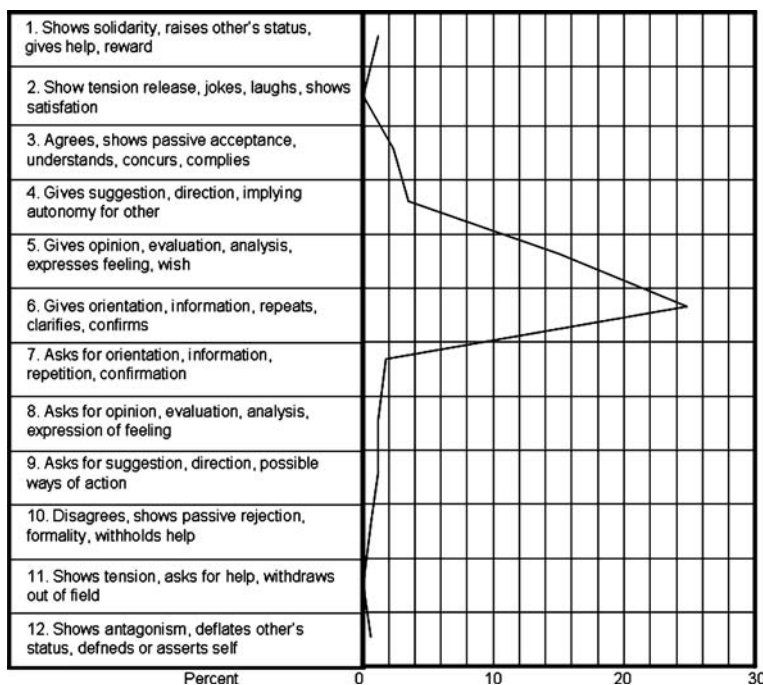 1. Shows solidarity, raises other's status,
gives help, reward
2. Show tension release, jokes, laughs, shows
satisfation
3. Agrees, shows passive acceptance,
understands, concurs, complies
4. Gives suggestion, direction, implying
autonomy for other
5. Gives opinion, evaluation, analysis,
expresses feeling, wish
6. Gives orientation, information, repeats,
clarifies, confirms
7. Asks for orientation, information,
repetition, confirmation
8. Asks for opinion, evaluation, analysis,
expression of feeling
9. Asks for suggestion, direction, possible
ways of action
10. Disagrees, shows passive rejection,
formality, withholds help
11. Shows tension, asks for help, withdraws
out of field
12. Shows antagonism, deflates other's
status, defneds or asserts self
Percent 0 10 20 30